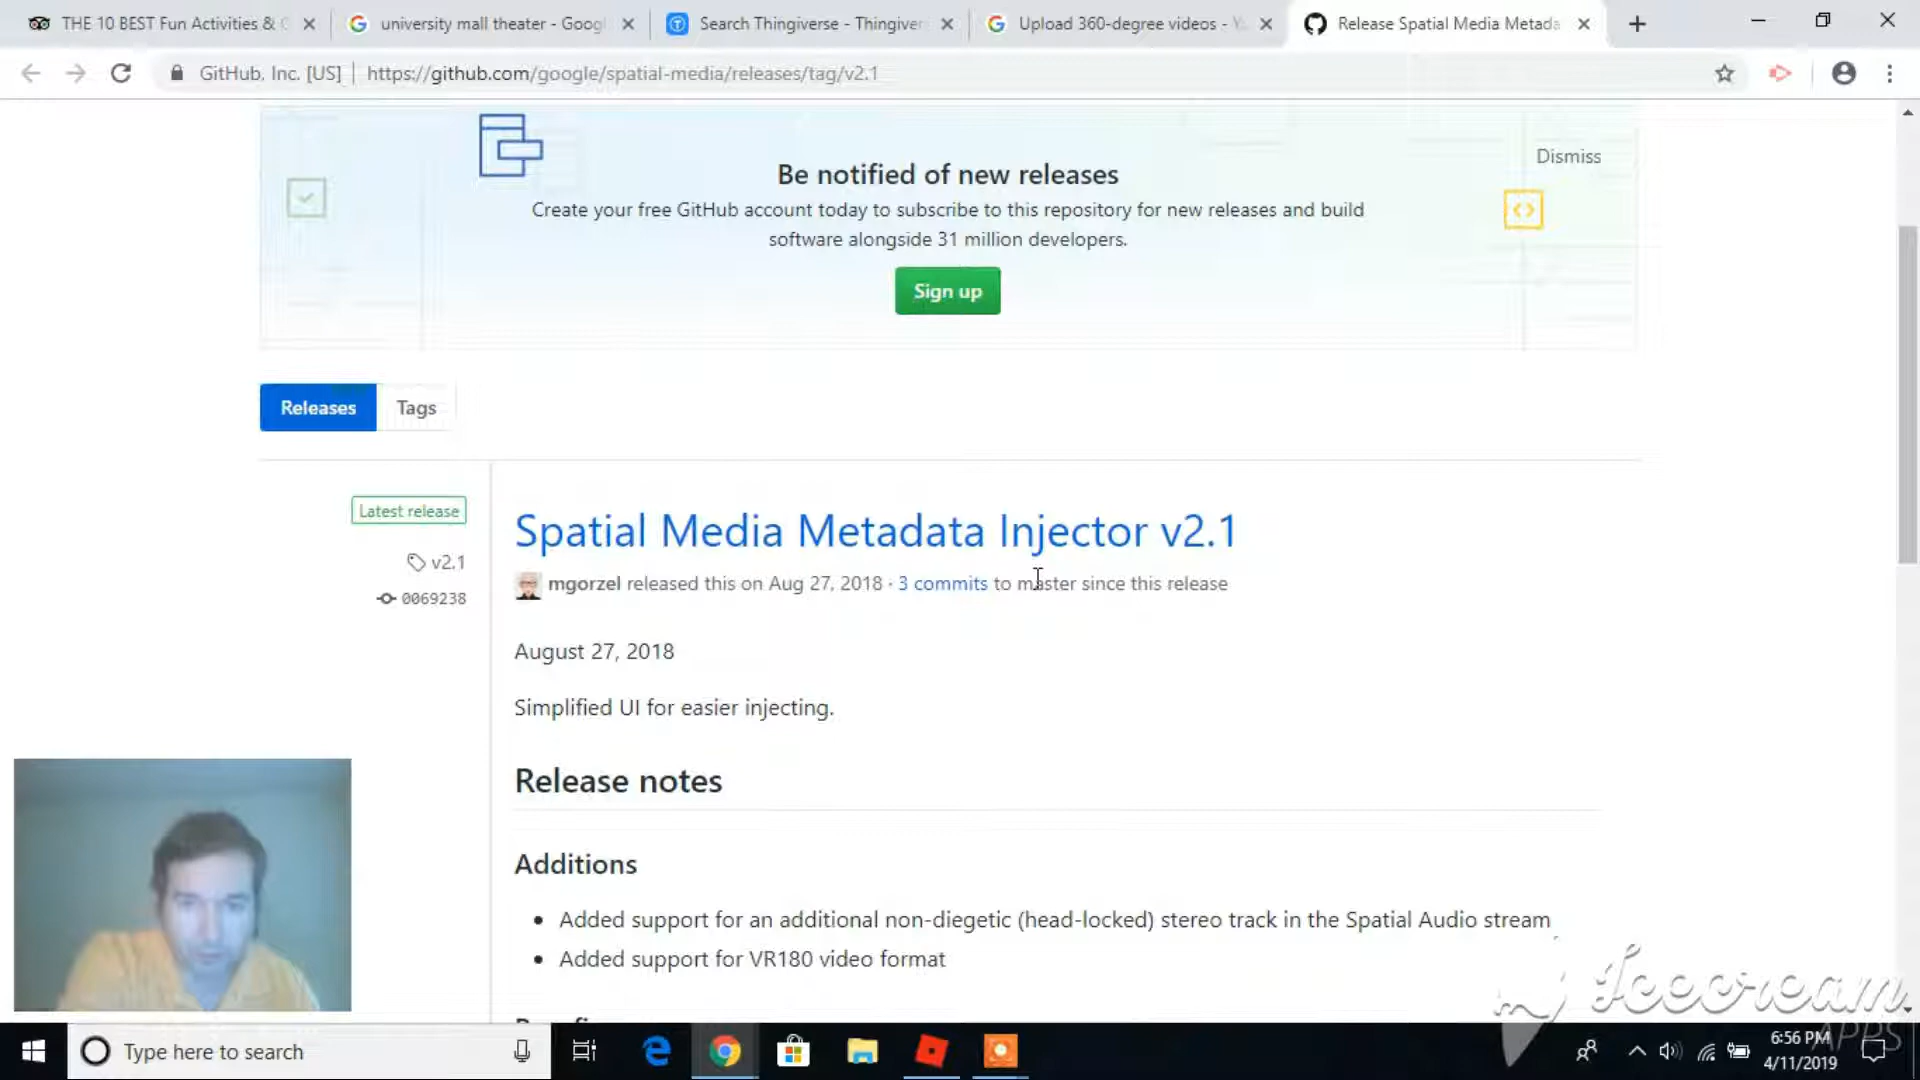 THE 10 BEST Fun Activities &
university mall theater - Goog
Search Thingiverse - Thingiver
Upload 360-degree videos - Y
Release Spatial Media Metada
GitHub, Inc. [US] https://github.com/google/spatial-media/releases/tag/v2.1
Dismiss
Be notified of new releases
Create your free GitHub account today to subscribe to this repository for new releases and build
software alongside 31 million developers.
Sign up
Releases Tags
Latest release
v2.1
0069238
Spatial Media Metadata Injector v2.1
mgorzel released this on Aug 27, 2018 · 3 commits to master since this release
August 27, 2018
Simplified UI for easier injecting.
Release notes
Additions
• Added support for an additional non-diegetic (head-locked) stereo track in the Spatial Audio stream
• Added support for VR180 video format
Icecream
APPS
Type here to search
6:56 PM
4/11/2019